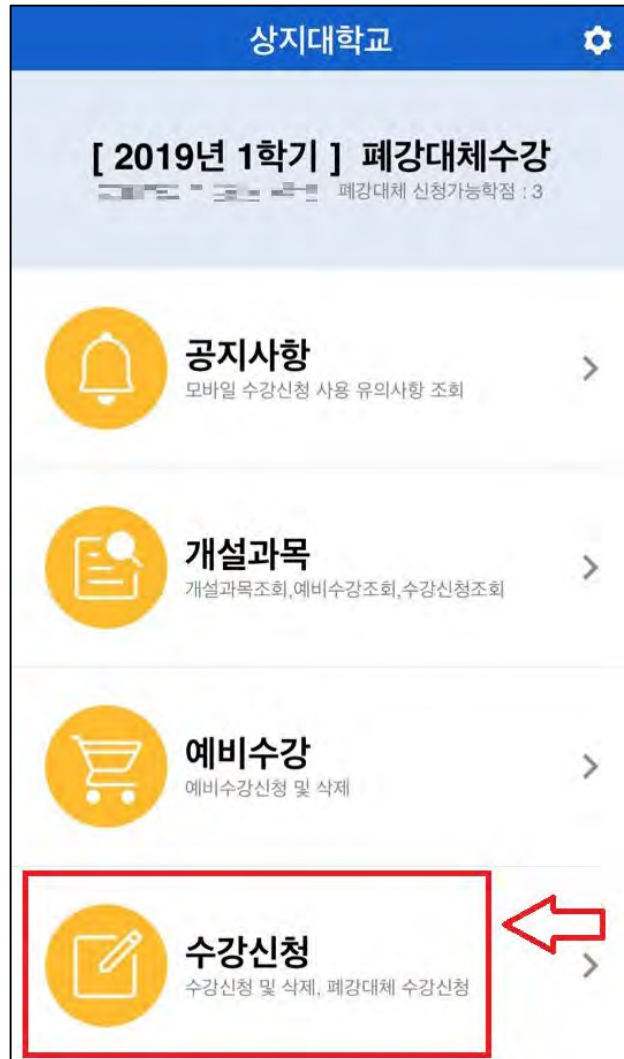 상지대학교
[ 2019년 1학기 ] 폐강대체수강
폐강대체 신청가능학점 : 3
공지사항
모바일 수강신청 사용 유의사항 조회
개설과목
개설과목조회,예비수강조회,수강신청조회
예비수강
예비수강신청 및 삭제
수강신청
수강신청 및 삭제, 폐강대체 수강신청